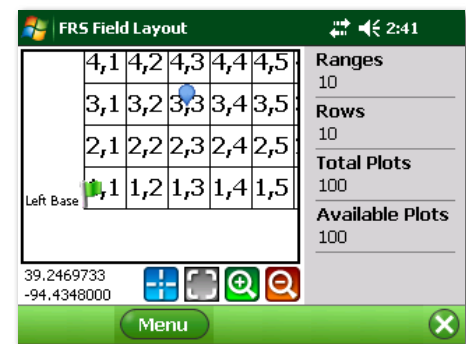 FRS Field Layout 2:41
4,1 4,2 4,3 4,4 4,5
3,1 3,2 3,3 3,4 3,5
2,1 2,2 2,3 2,4 2,5
Left Base ,1 1,2 1,3 1,4 1,5
39.2469733
-94.4348000
Ranges
10
Rows
10
Total Plots
100
Available Plots
100
Menu